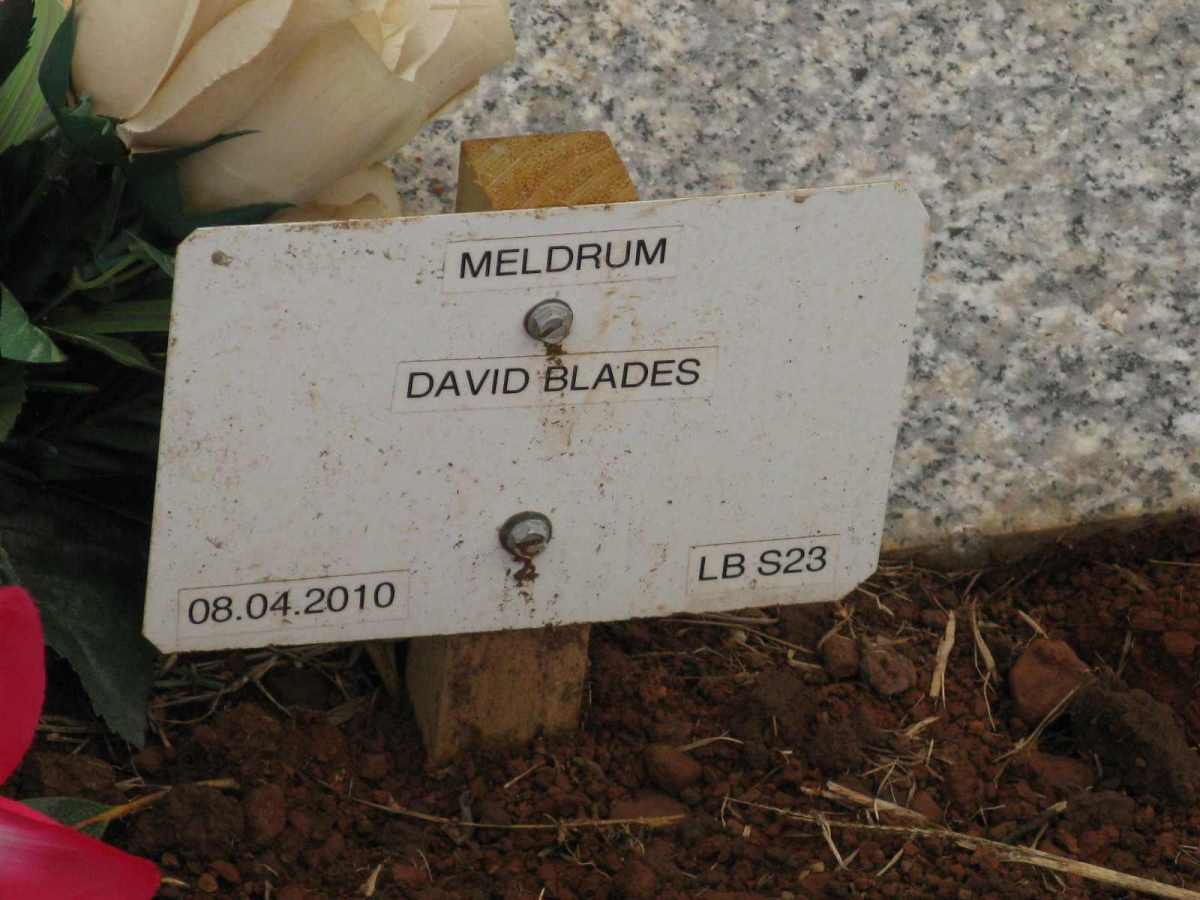 MELDRUM
DAVID BLADES
08.04.2010
LB S23